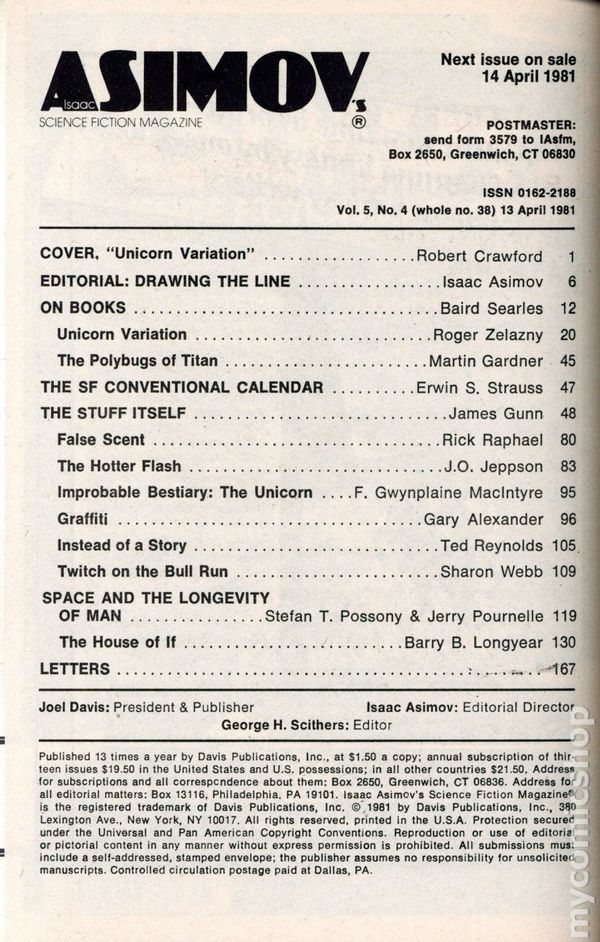 Isaac ASIMOV's
SCIENCE FICTION MAGAZINE ®
Next issue on sale
14 April 1981
POSTMASTER:
send form 3579 to IAsfm,
Box 2650, Greenwich, CT 06830
ISSN 0162-2188
Vol. 5, No. 4 (whole no. 38) 13 April 1981
COVER, "Unicorn Variation" ..................Robert Crawford 1
EDITORIAL: DRAWING THE LINE .................Isaac Asimov 6
ON BOOKS .....................................Baird Searles 12
Unicorn Variation .............................Roger Zelazny 20
The Polybugs of Titan .........................Martin Gardner 45
THE SF CONVENTIONAL CALENDAR ..........Erwin S. Strauss 47
THE STUFF ITSELF ..............................James Gunn 48
False Scent ...................................Rick Raphael 80
The Hotter Flash ...............................J.O. Jeppson 83
Improbable Bestiary: The Unicorn ....F. Gwynplaine MacIntyre 95
Graffiti .....................................Gary Alexander 96
Instead of a Story .............................Ted Reynolds 105
Twitch on the Bull Run .........................Sharon Webb 109
SPACE AND THE LONGEVITY
OF MAN ................Stefan T. Possony & Jerry Pournelle 119
The House of If ...........................Barry B. Longyear 130
LETTERS ..................................................167
Joel Davis: President & Publisher Isaac Asimov: Editorial Director
George H. Scithers: Editor
Published 13 times a year by Davis Publications, Inc., at $1.50 a copy; annual subscription of thir-
teen issues $19.50 in the United States and U.S. possessions; in all other countries $21.50. Address
for subscriptions and all correspcndence about them: Box 2650, Greenwich, CT 06836. Address for
all editorial matters: Box 13116, Philadelphia, PA 19101. Isaac Asimov's Science Fiction Magazine®
is the registered trademark of Davis Publications, Inc. © 1981 by Davis Publications, Inc., 380
Lexington Ave., New York, NY 10017. All rights reserved, printed in the U.S.A. Protection secured
under the Universal and Pan American Copyright Conventions. Reproduction or use of editorial
or pictorial content in any manner without express permission is prohibited. All submissions must
include a self-addressed, stamped envelope; the publisher assumes no responsibility for unsolicited
manuscripts. Controlled circulation postage paid at Dallas, PA.
mycomicshop